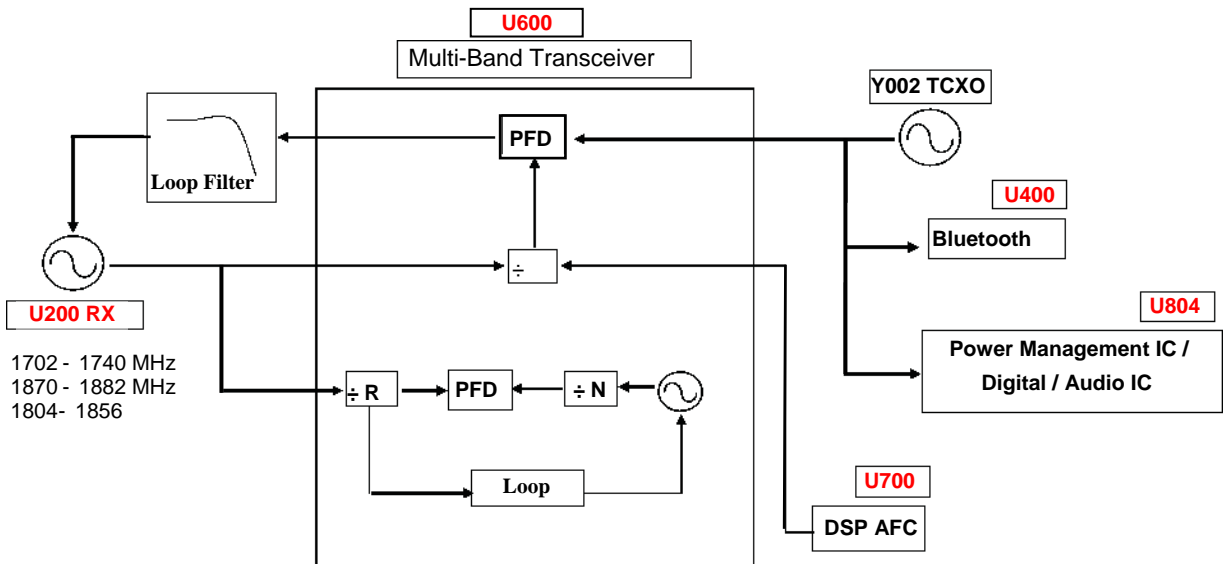 U600
Multi-Band Transceiver
Y002 TCXO
PFD
Loop Filter
U400
Bluetooth
÷
U200 RX
U804
1702 - 1740 MHz
1870 - 1882 MHz
1804- 1856
Power Management IC /
Digital / Audio IC
÷ R
PFD
÷ N
Loop
U700
DSP AFC